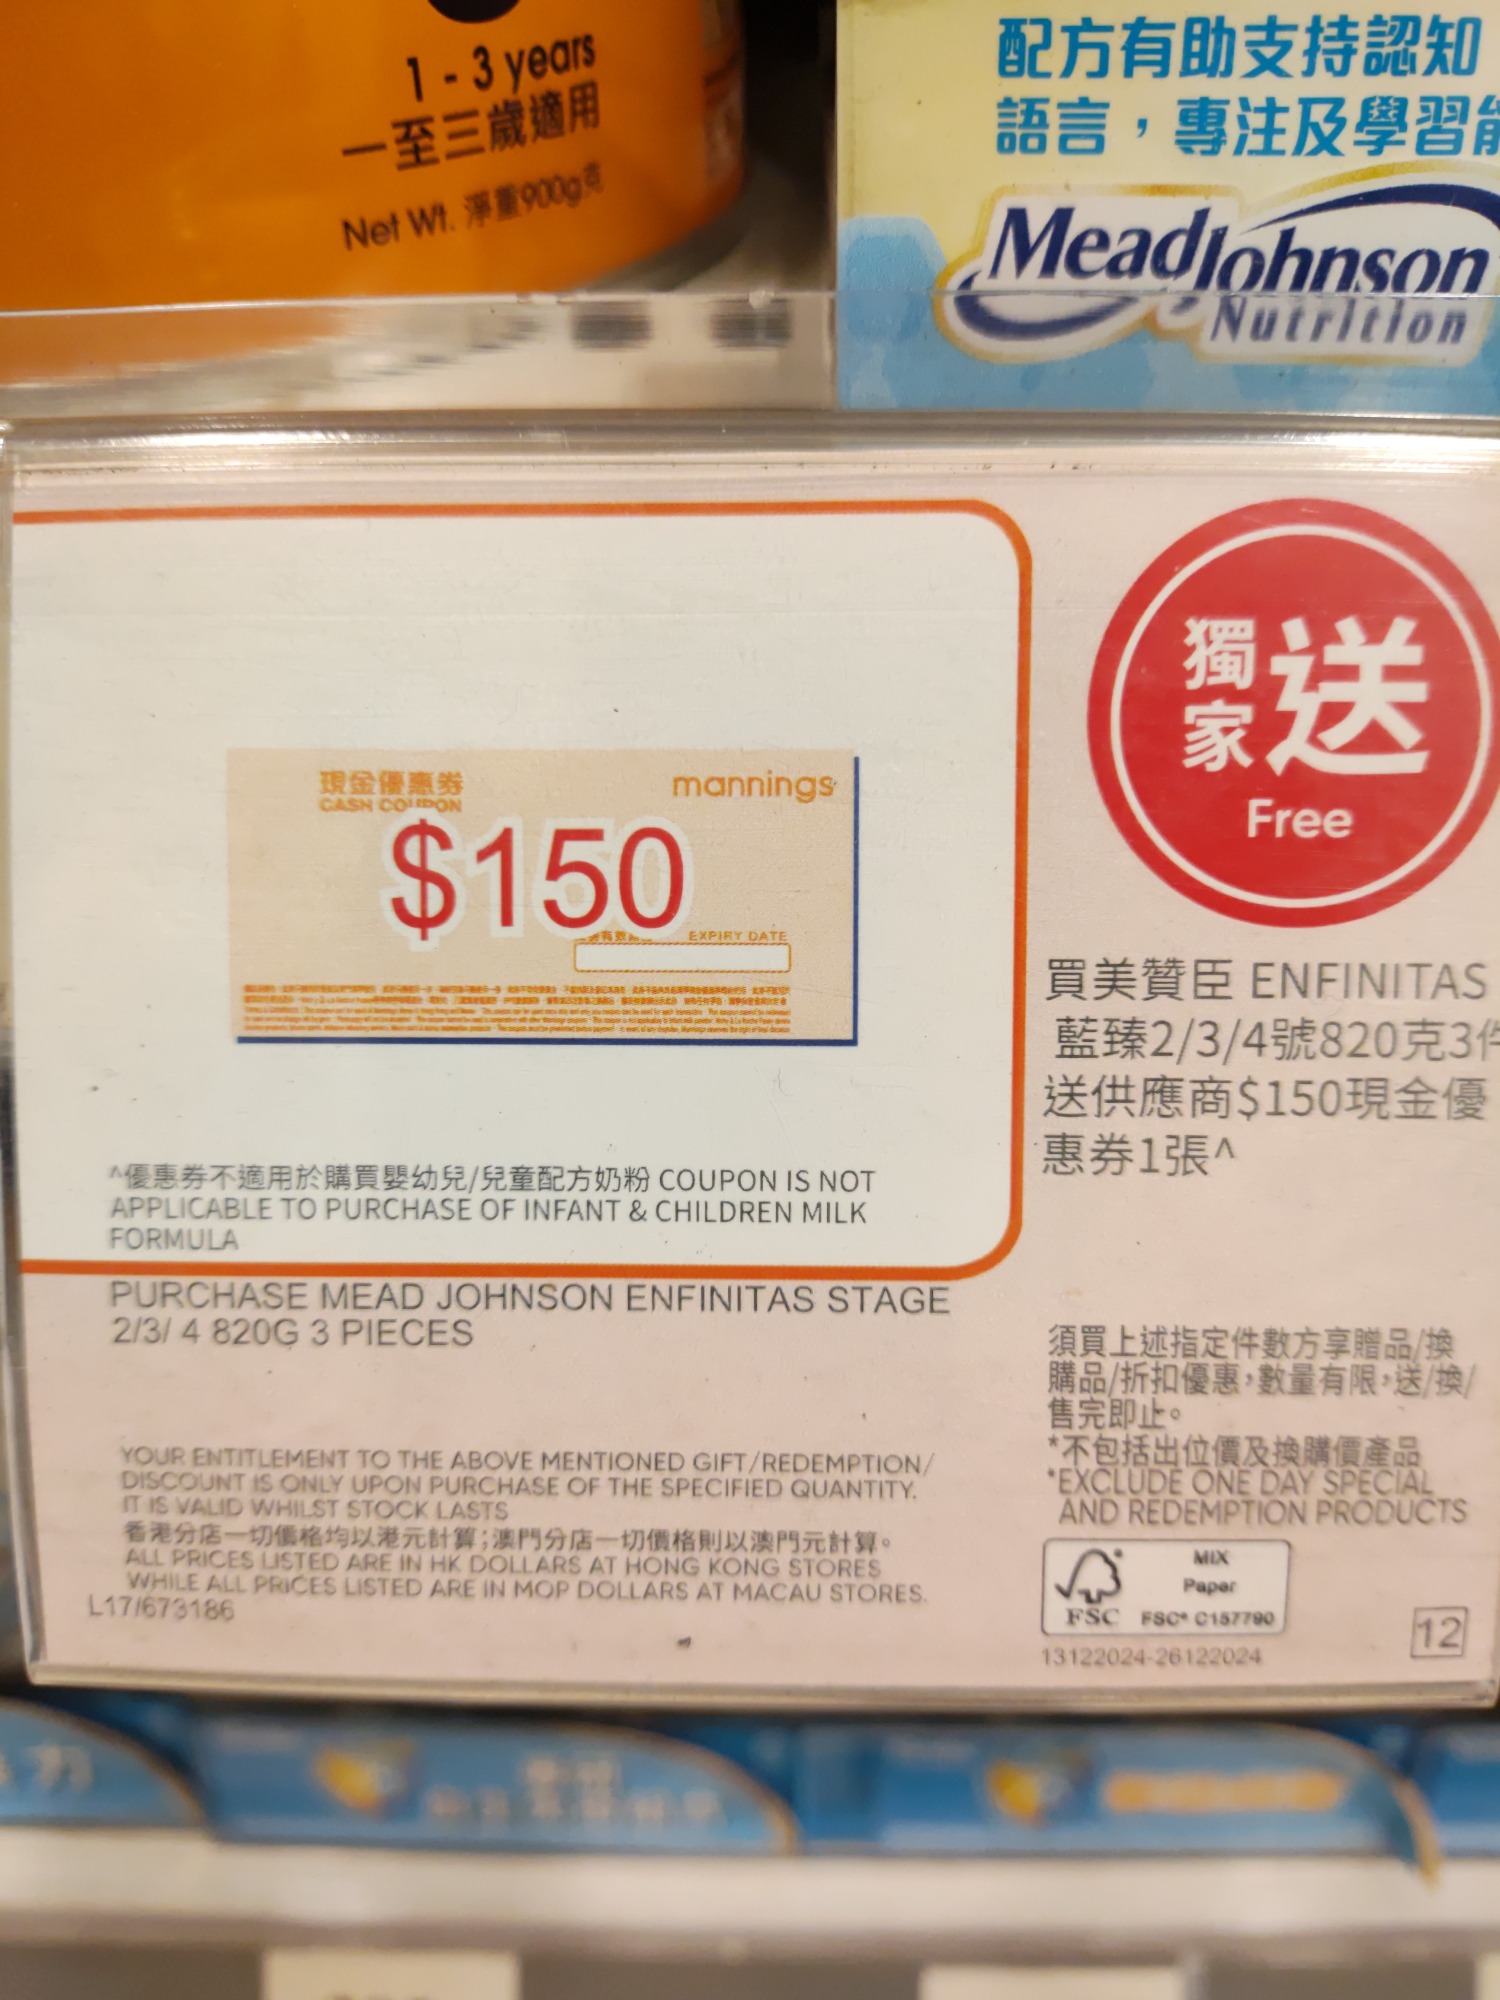 1 - 3 years
一至三歲適用
Net Wt. 淨重900g克
配方有助支持認知
語言，專注及學習能
MeadJohnson
Nutrition
現金優惠券
CASH COUPON
mannings
$150
EXPIRY DATE
^優惠券不適用於購買嬰幼兒/兒童配方奶粉 COUPON IS NOT
APPLICABLE TO PURCHASE OF INFANT & CHILDREN MILK
FORMULA
PURCHASE MEAD JOHNSON ENFINITAS STAGE
2/3/ 4 820G 3 PIECES
YOUR ENTITLEMENT TO THE ABOVE MENTIONED GIFT/REDEMPTION/
DISCOUNT IS ONLY UPON PURCHASE OF THE SPECIFIED QUANTITY.
IT IS VALID WHILST STOCK LASTS
香港分店一切價格均以港元計算；澳門分店一切價格則以澳門元計算。
ALL PRICES LISTED ARE IN HK DOLLARS AT HONG KONG STORES
WHILE ALL PRICES LISTED ARE IN MOP DOLLARS AT MACAU STORES.
L17/673186
獨家送
Free
買美贊臣 ENFINITAS
藍臻2/3/4號820克3件
送供應商$150現金優
惠券1張^
須買上述指定件數方享贈品/換
購品/折扣優惠，數量有限，送/換/
售完即止。
*不包括出位價及換購價產品
*EXCLUDE ONE DAY SPECIAL
AND REDEMPTION PRODUCTS
FSC
MIX
Paper
FSC® C157790
12
13122024-26122024